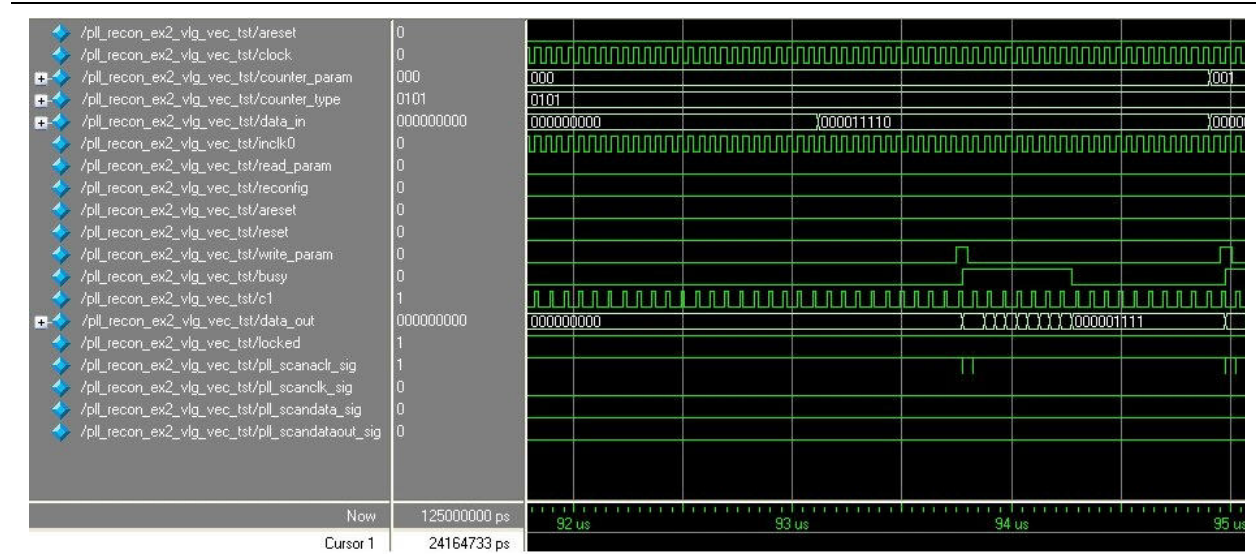 /pll_recon_ex2_vlg_vec_tst/areset 0
/pll_recon_ex2_vlg_vec_tst/clock 0
/pll_recon_ex2_vlg_vec_tst/counter_param 000 000 001
/pll_recon_ex2_vlg_vec_tst/counter_type 0101 0101
/pll_recon_ex2_vlg_vec_tst/data_in 000000000 000000000 000011110 0000
/pll_recon_ex2_vlg_vec_tst/inclk0 0
/pll_recon_ex2_vlg_vec_tst/read_param 0
/pll_recon_ex2_vlg_vec_tst/reconfig 0
/pll_recon_ex2_vlg_vec_tst/areset 0
/pll_recon_ex2_vlg_vec_tst/reset 0
/pll_recon_ex2_vlg_vec_tst/write_param 0
/pll_recon_ex2_vlg_vec_tst/busy 0
/pll_recon_ex2_vlg_vec_tst/c1 1
/pll_recon_ex2_vlg_vec_tst/data_out 000000000 000000000 000001111
/pll_recon_ex2_vlg_vec_tst/locked 1
/pll_recon_ex2_vlg_vec_tst/pll_scanaclr_sig 1
/pll_recon_ex2_vlg_vec_tst/pll_scanclk_sig 0
/pll_recon_ex2_vlg_vec_tst/pll_scandata_sig 0
/pll_recon_ex2_vlg_vec_tst/pll_scandataout_sig 0
Now 125000000 ps 92 us 93 us 94 us 95 us
Cursor 1 24164733 ps